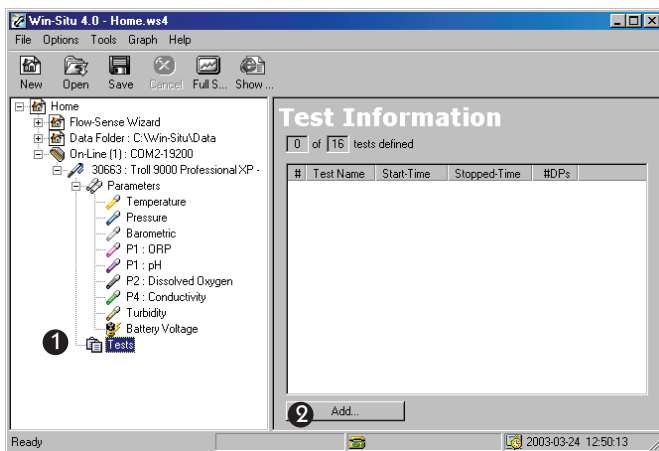 Win-Situ 4.0 - Home.ws4
File Options Tools Graph Help
New Open Save Cancel Full S... Show ...
Home
Flow-Sense Wizard
Data Folder : C:\Win-Situ\Data
On-Line (1) : COM2-19200
30663 : Troll 9000 Professional XP -
Parameters
Temperature
Pressure
Barometric
P1 : ORP
P1 : pH
P2 : Dissolved Oxygen
P4 : Conductivity
Turbidity
Battery Voltage
1 Tests
Test Information
0 of 16 tests defined
# Test Name Start-Time Stopped-Time #DPs
2 Add...
Ready 2003-03-24 12:50:13